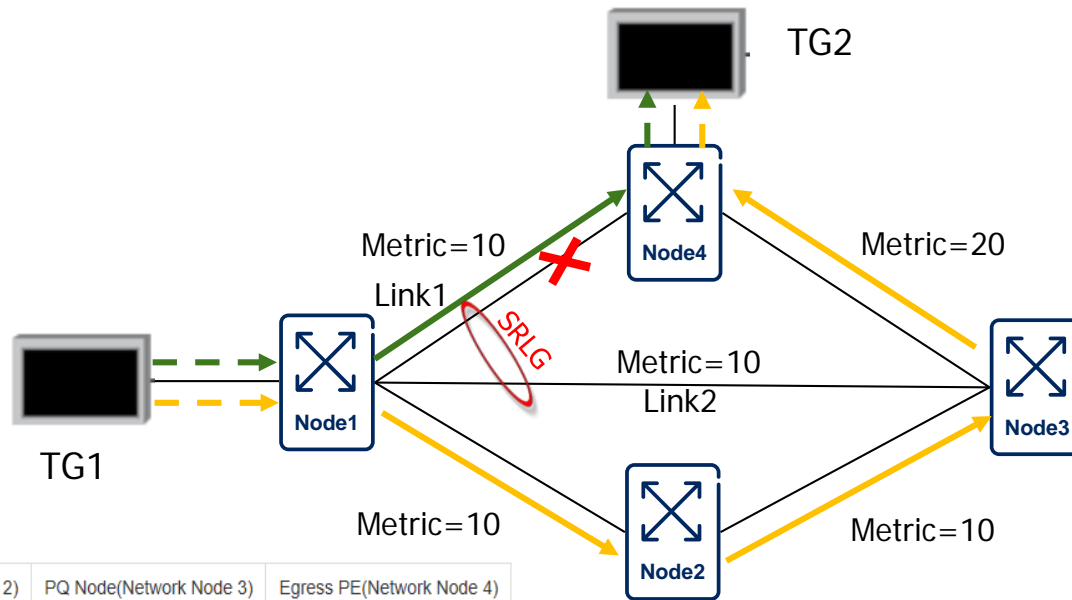 TG2
Node4
Metric=10
Metric=20
Link1
SRLG
Metric=10
Link2
Node1
Node3
TG1
Metric=10
Metric=10
Node2
2) PQ Node(Network Node 3) Egress PE(Network Node 4)